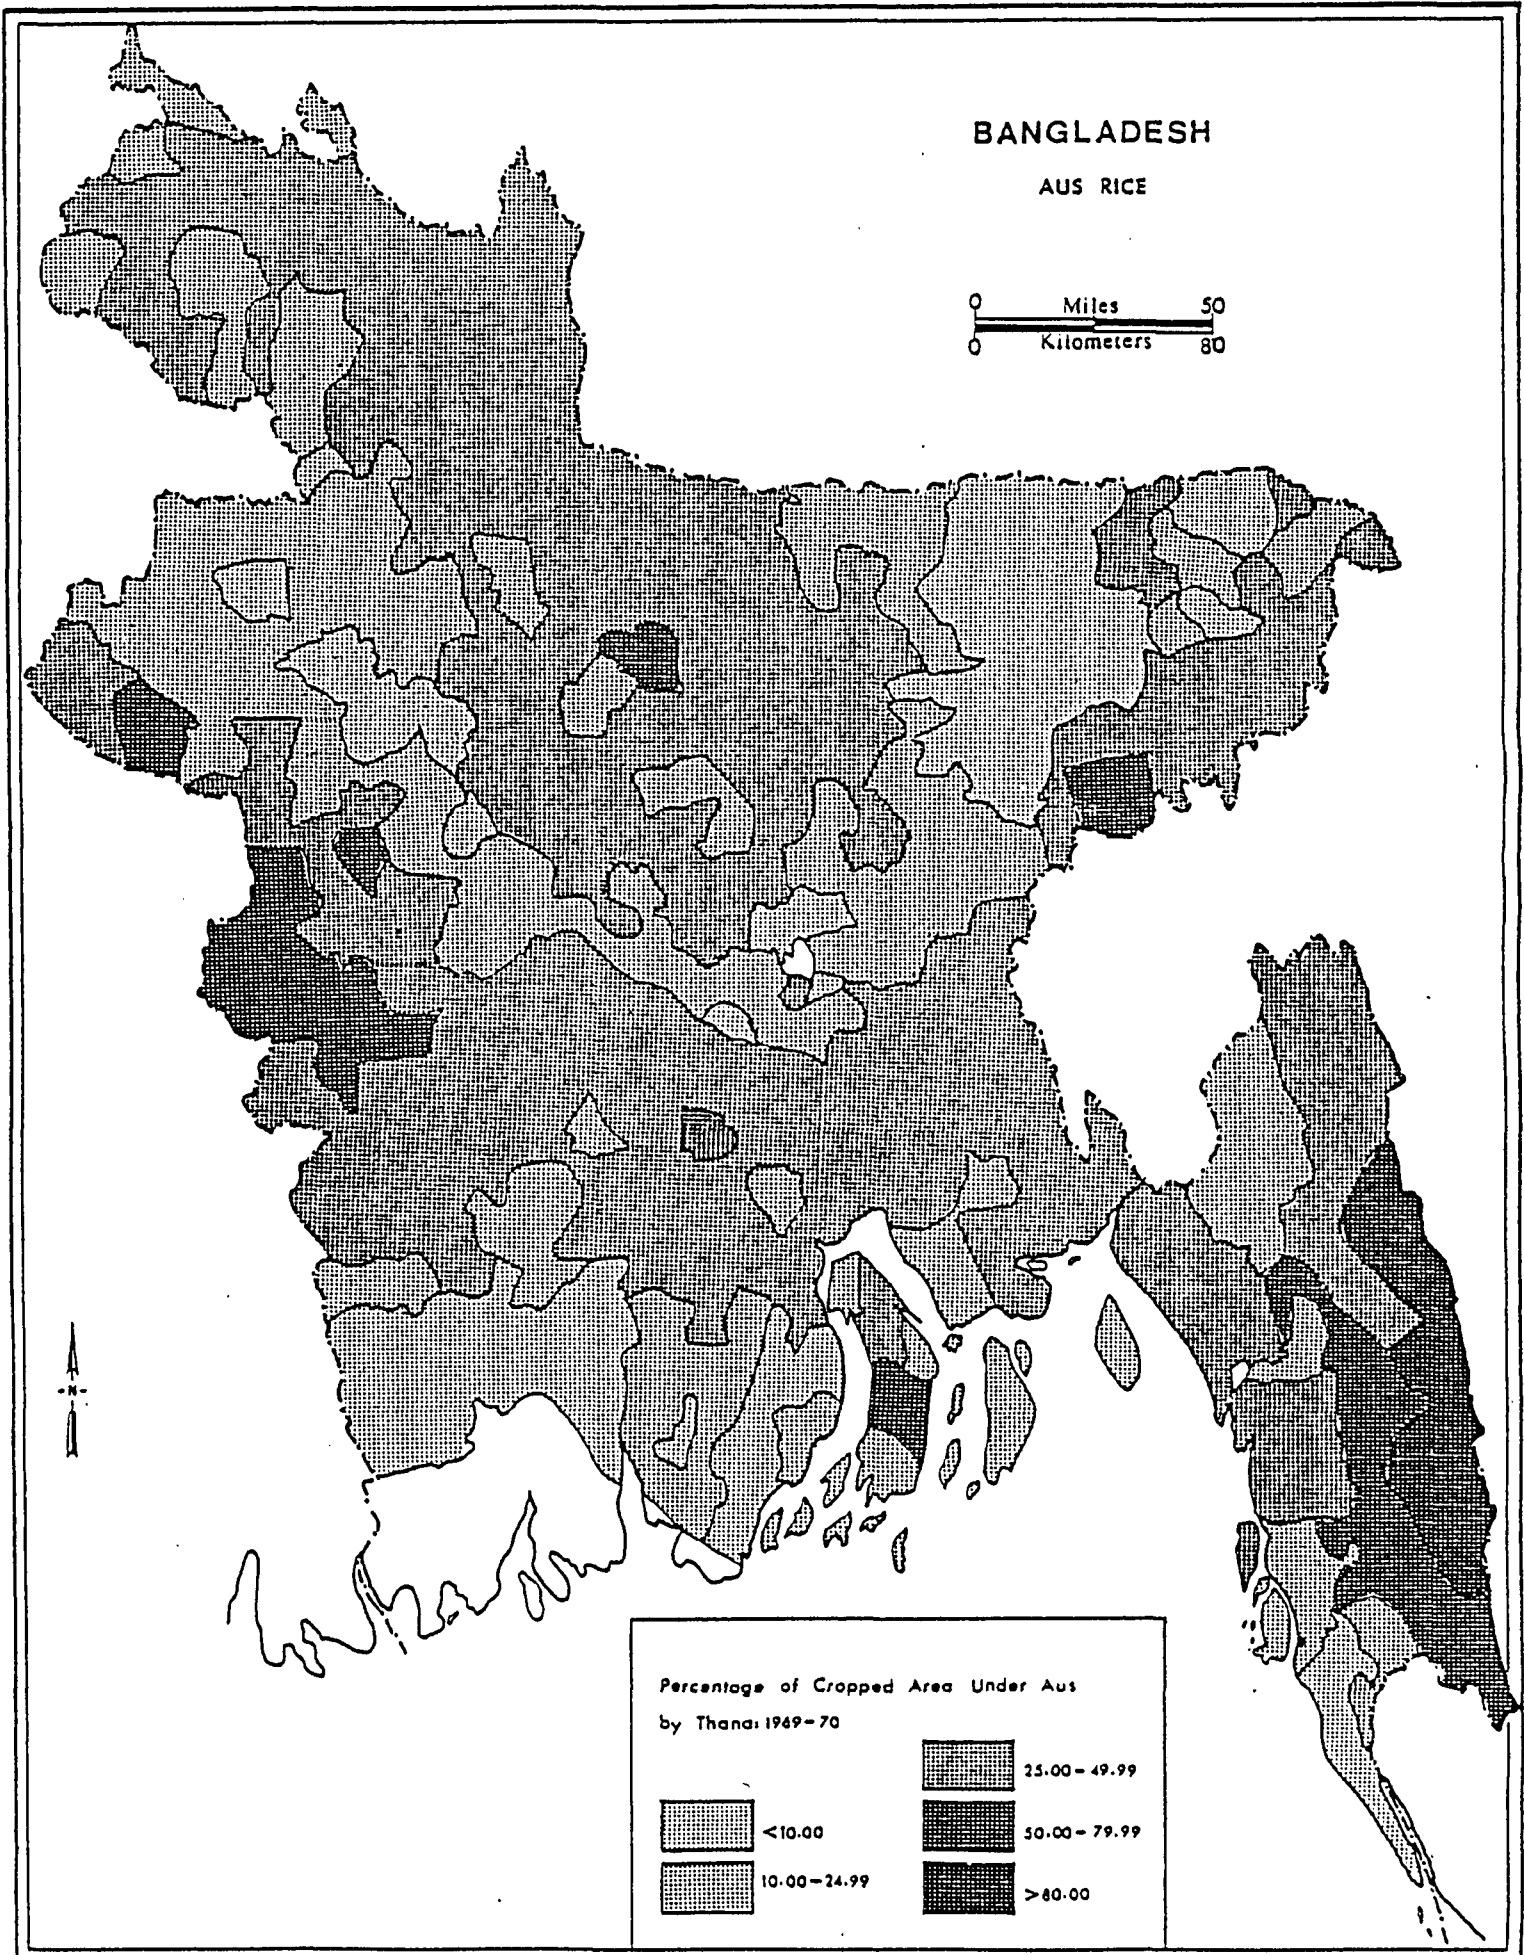 BANGLADESH
AUS RICE
0 Miles 50
0 Kilometers 80
-N-
Percentage of Cropped Area Under Aus
by Thana: 1969-70
<10.00
10.00-24.99
25.00-49.99
50.00-79.99
>80.00